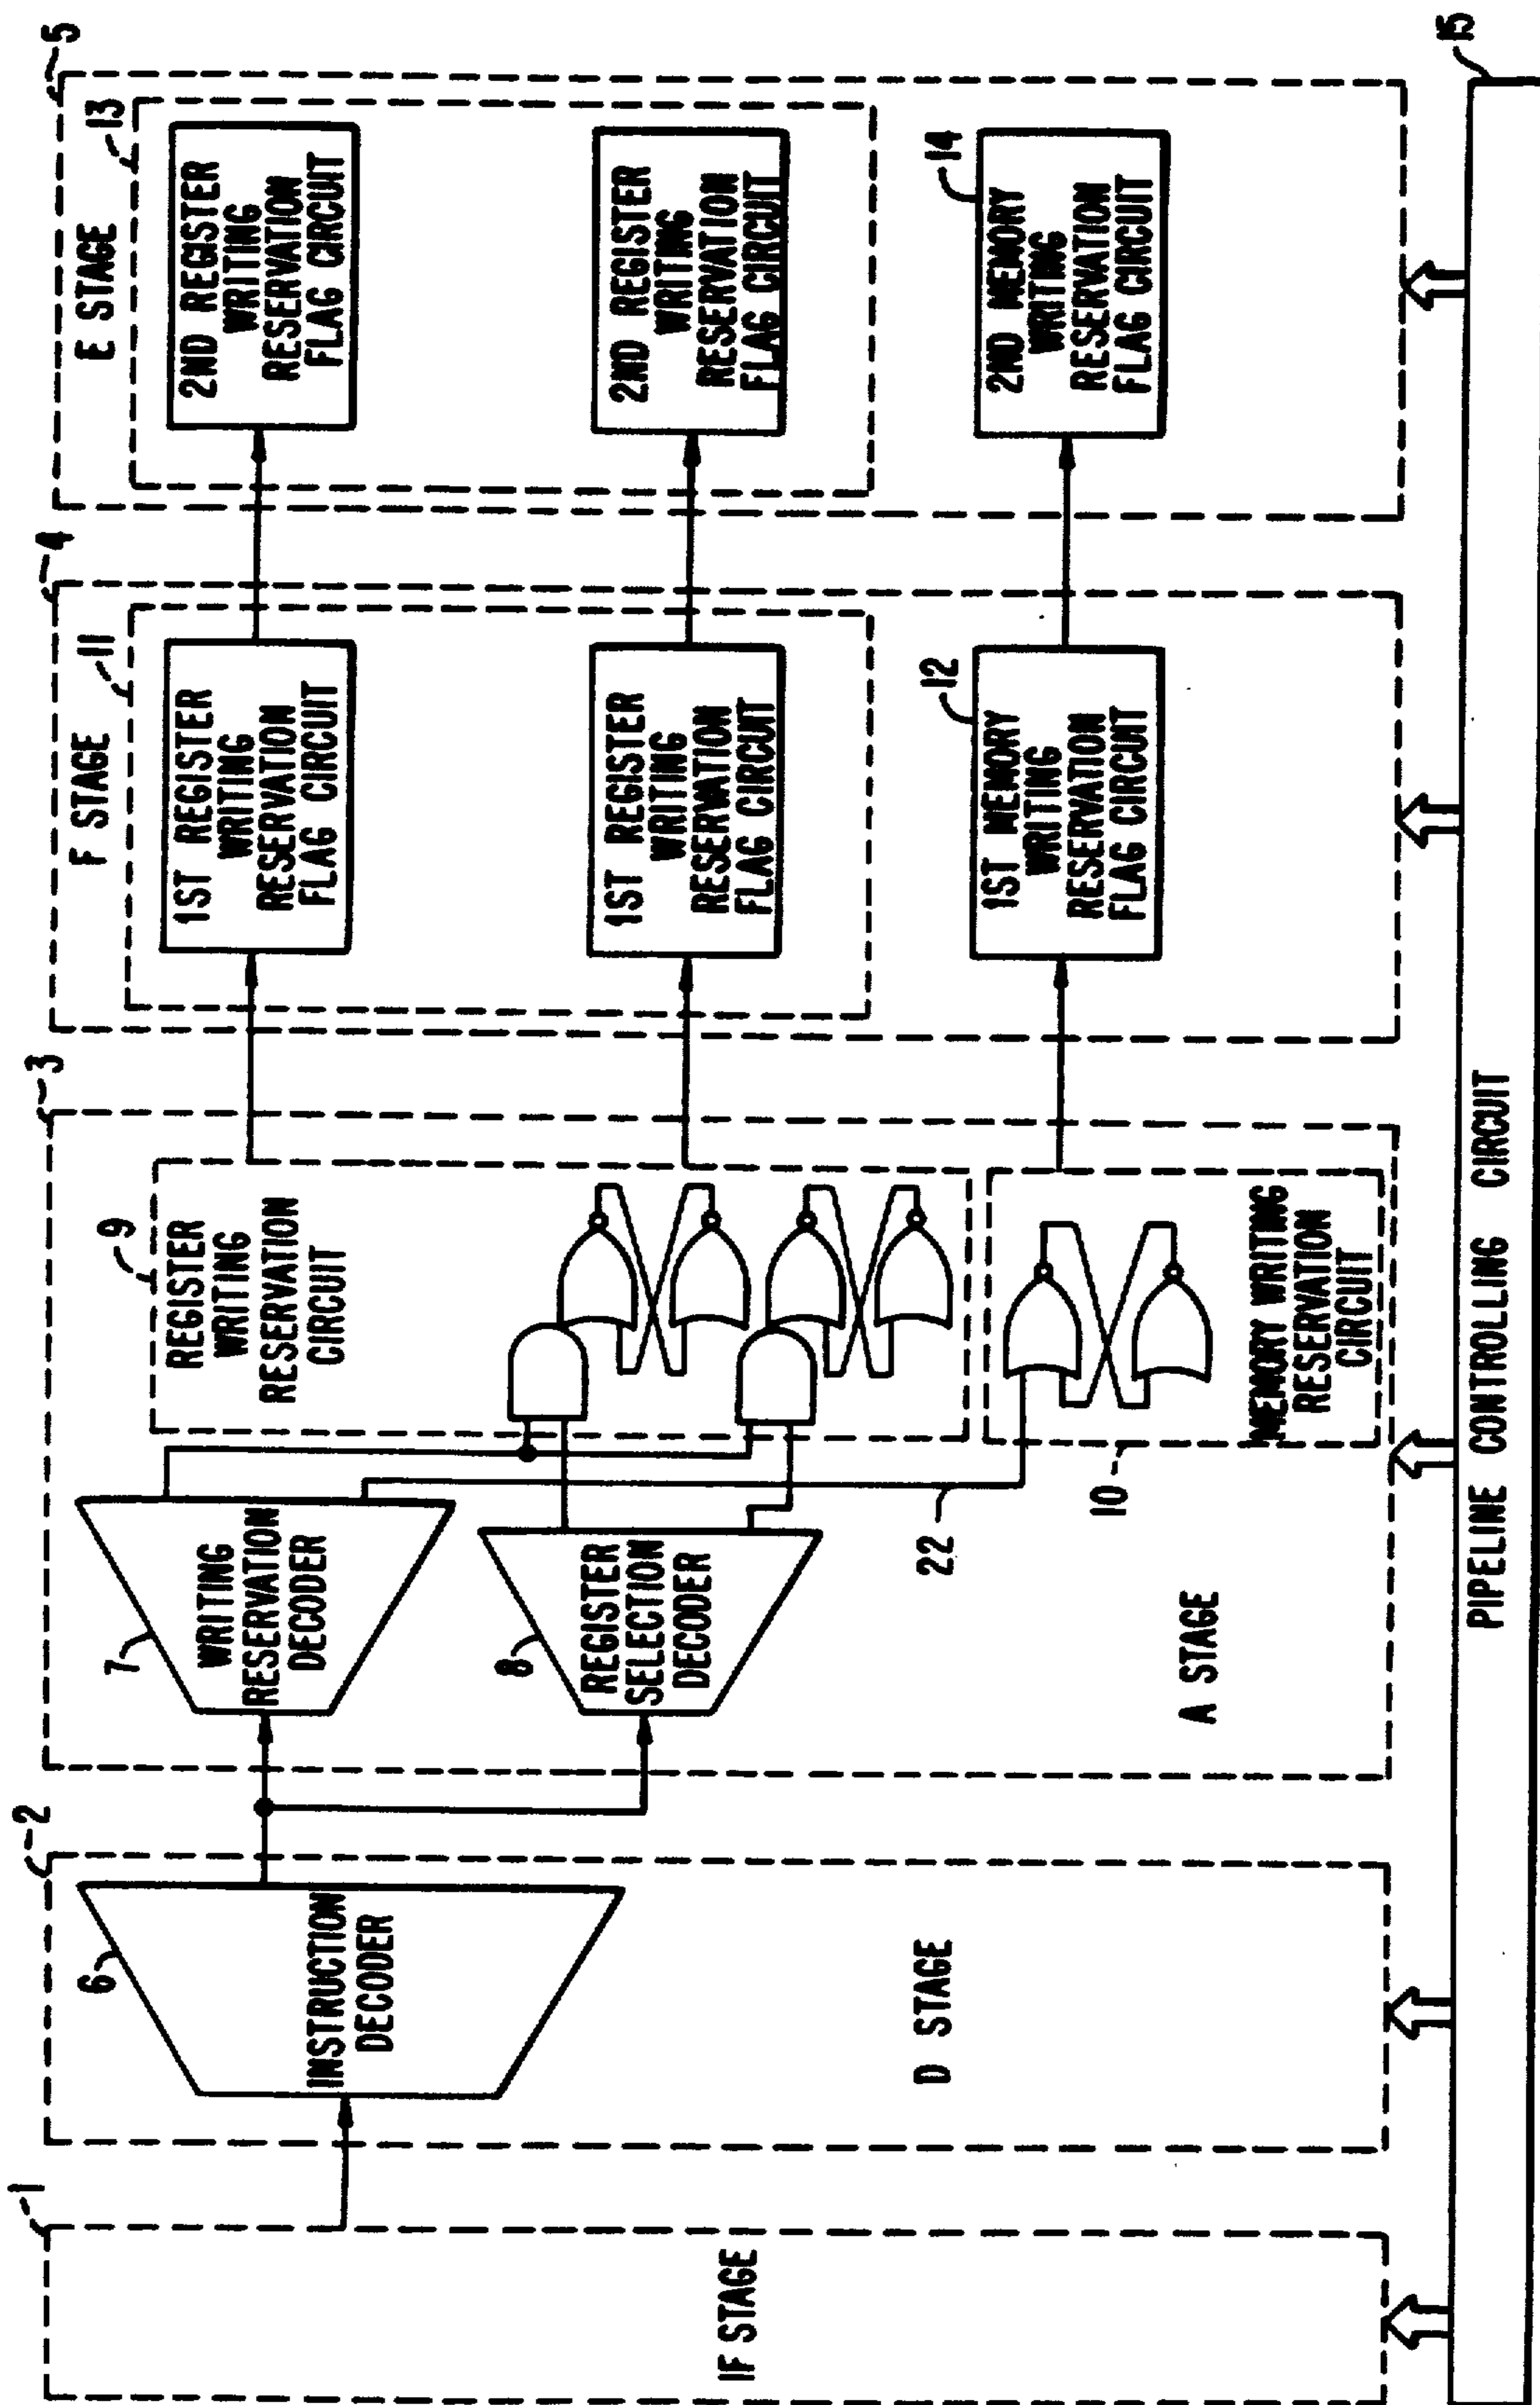 1
IF STAGE
2
6
INSTRUCTION
DECODER
D STAGE
3
7
WRITING
RESERVATION
DECODER
8
REGISTER
SELECTION
DECODER
22
A STAGE
9
REGISTER
WRITING
RESERVATION
CIRCUIT
10
MEMORY WRITING
RESERVATION
CIRCUIT
4
F STAGE
11
1ST REGISTER
WRITING
RESERVATION
FLAG CIRCUIT
1ST REGISTER
WRITING
RESERVATION
FLAG CIRCUIT
12
1ST MEMORY
WRITING
RESERVATION
FLAG CIRCUIT
5
E STAGE
13
2ND REGISTER
WRITING
RESERVATION
FLAG CIRCUIT
2ND REGISTER
WRITING
RESERVATION
FLAG CIRCUIT
14
2ND MEMORY
WRITING
RESERVATION
FLAG CIRCUIT
15
PIPELINE CONTROLLING CIRCUIT